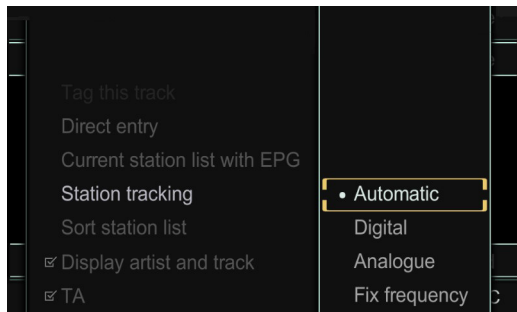 Tag this track
Direct entry
Current station list with EPG
Station tracking
Sort station list
Display artist and track
TA
Automatic
Digital
Analogue
Fix frequency